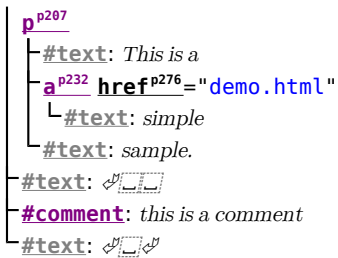 p p207
#text: This is a
a p232 href p276="demo.html"
#text: simple
#text: sample.
#text: ⏎␣␣
#comment: this is a comment
#text: ⏎␣⏎